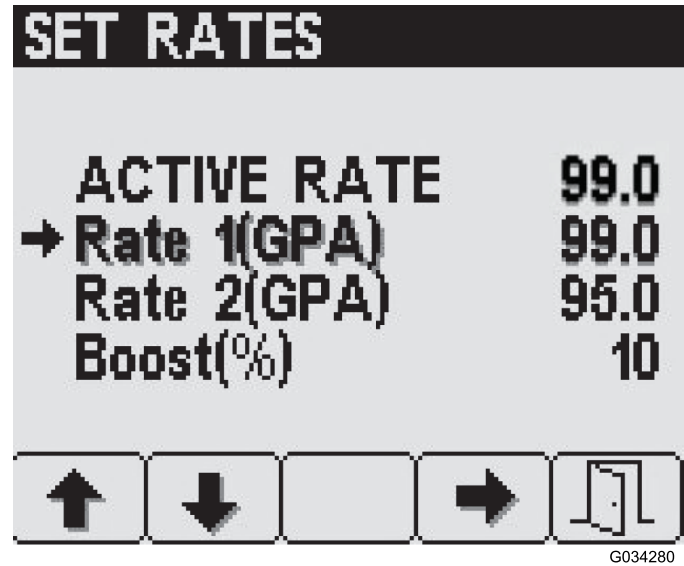 SET RATES
ACTIVE RATE 99.0
Rate 1(GPA) 99.0
Rate 2(GPA) 95.0
Boost(%) 10
G034280